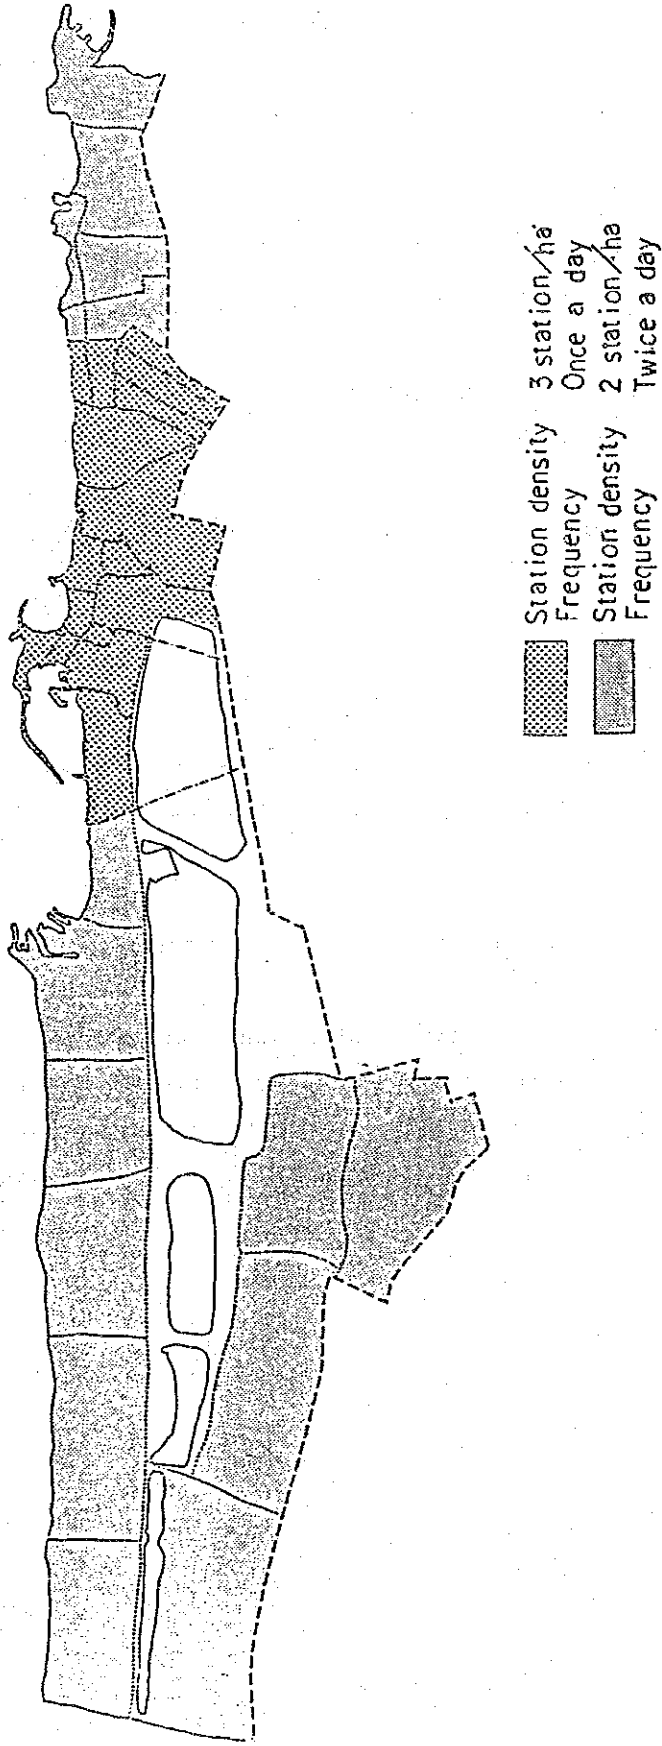 Station density 3 station/ha
Frequency Once a day
Station density 2 station/ha
Frequency Twice a day